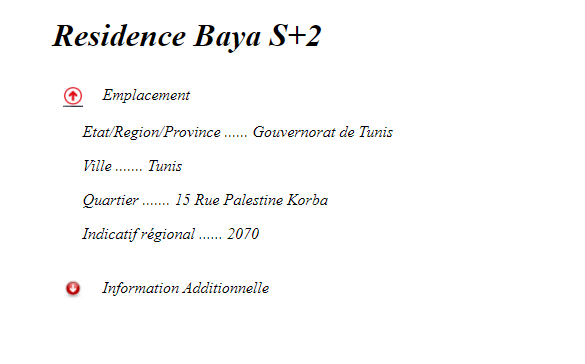 Residence Baya S+2
Emplacement
Etat/Region/Province ...... Gouvernorat de Tunis
Ville ....... Tunis
Quartier ....... 15 Rue Palestine Korba
Indicatif régional ...... 2070
Information Additionnelle